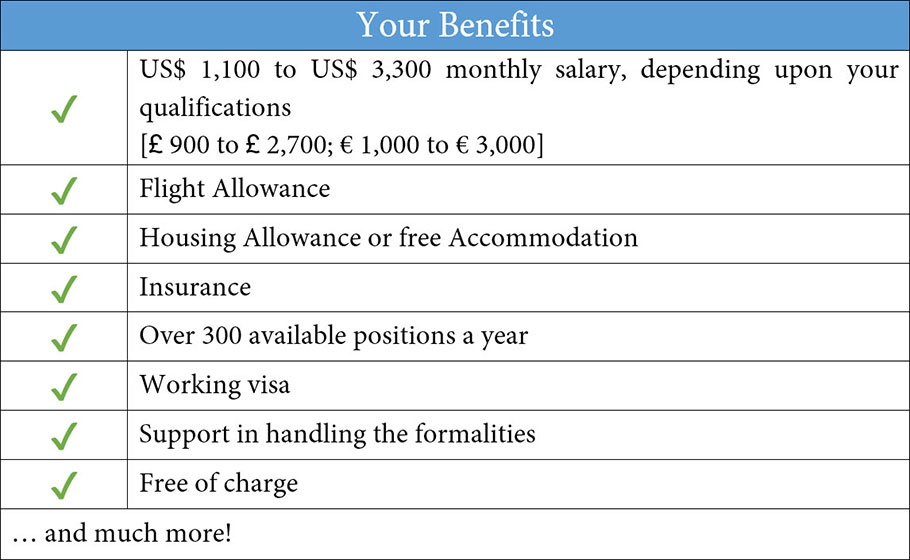 Your Benefits
US$ 1,100 to US$ 3,300 monthly salary, depending upon your
qualifications
[£ 900 to £ 2,700; € 1,000 to € 3,000]
Flight Allowance
Housing Allowance or free Accommodation
Insurance
Over 300 available positions a year
Working visa
Support in handling the formalities
Free of charge
… and much more!